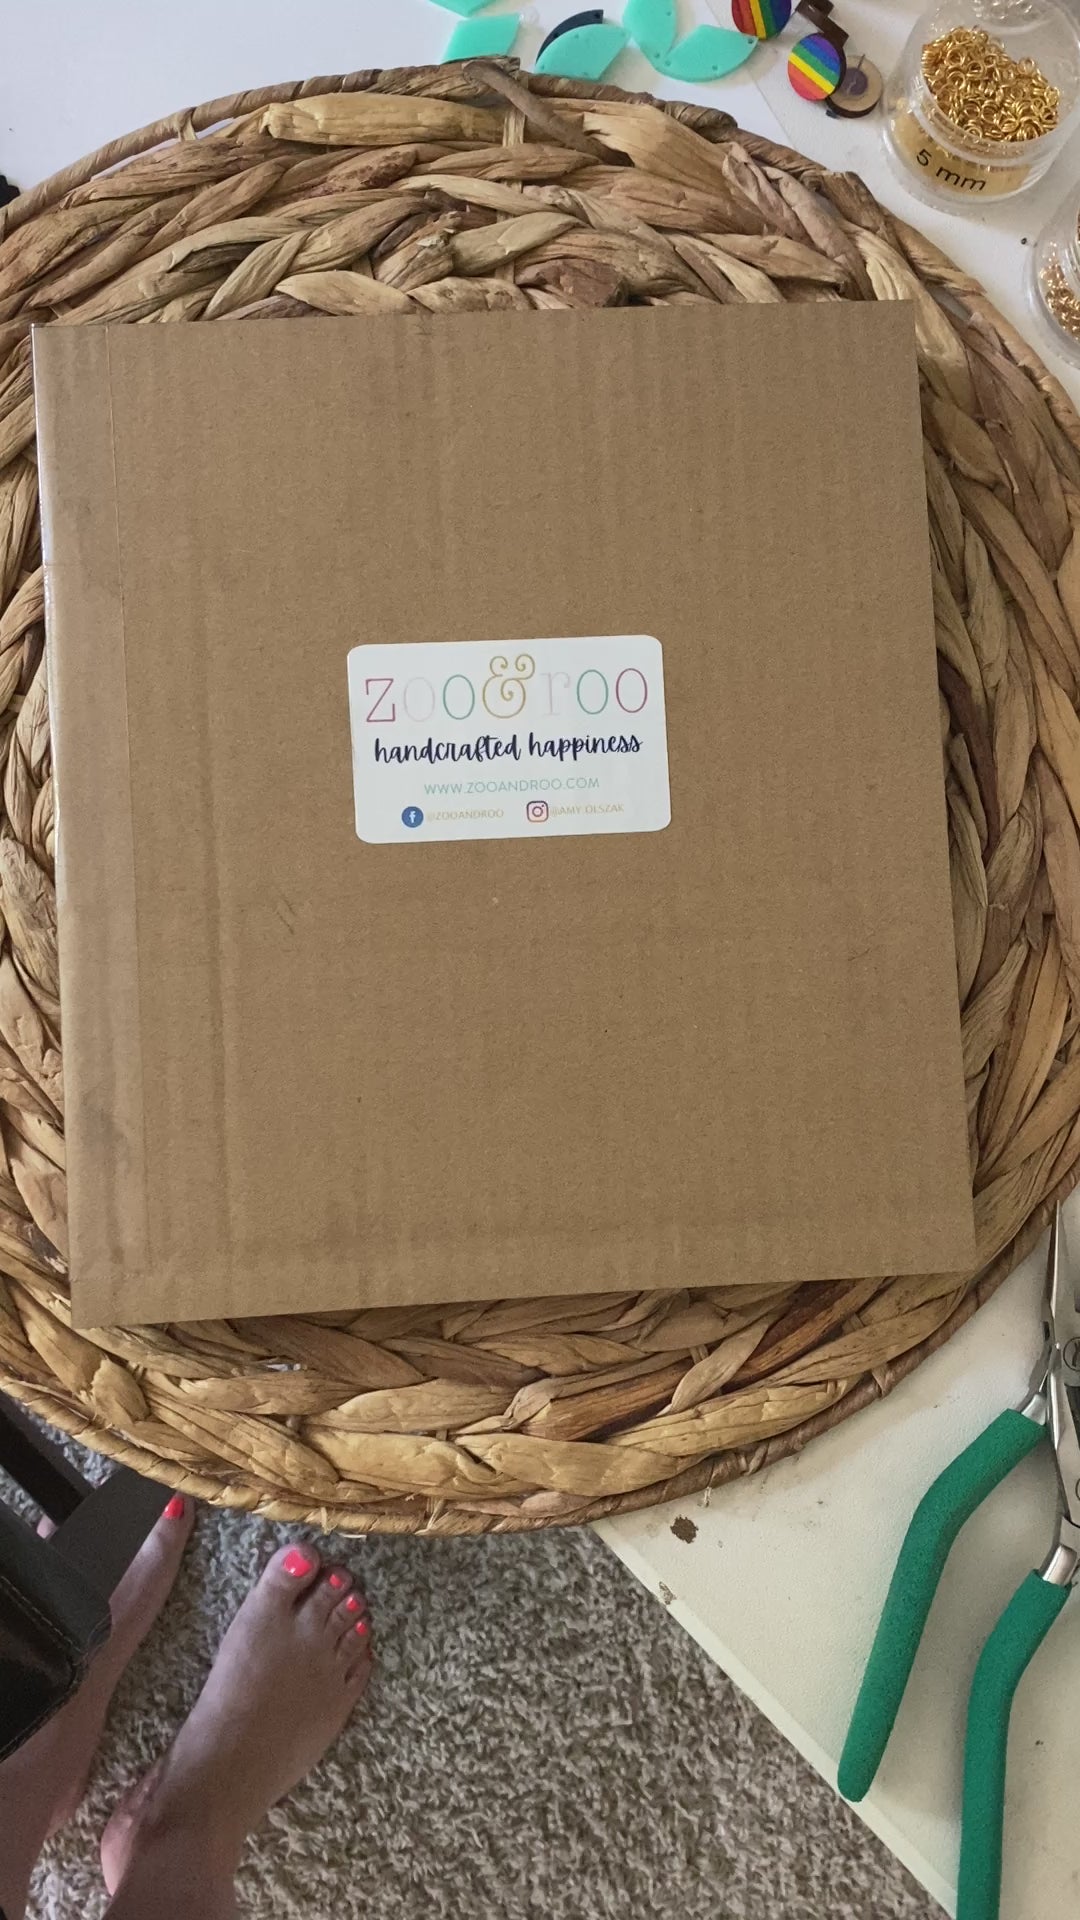 5 mm
zoo&roo
handcrafted happiness
WWW.ZOOANDROO.COM
@ZOOANDROO @AMY.OLSZAK